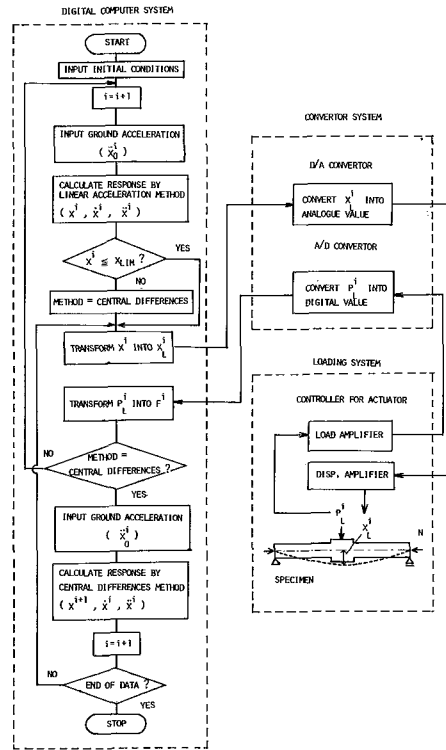 DIGITAL COMPUTER SYSTEM
START
INPUT INITIAL CONDITIONS
i=i+1
INPUT GROUND ACCELERATION
( Ẍ₀ⁱ )
CALCULATE RESPONSE BY
LINEAR ACCELERATION METHOD
( Xⁱ, Ẋⁱ, Ẍⁱ )
Xⁱ ≦ X_LIM ?
YES
NO
METHOD = CENTRAL DIFFERENCES
TRANSFORM Xⁱ INTO X_Lⁱ
TRANSFORM P_Lⁱ INTO Fⁱ
NO
METHOD =
CENTRAL DIFFERENCES ?
YES
INPUT GROUND ACCELERATION
( Ẍ₀ⁱ )
CALCULATE RESPONSE BY
CENTRAL DIFFERENCES METHOD
( Xⁱ⁺¹, Ẋⁱ, Ẍⁱ )
i=i+1
NO
END OF DATA ?
YES
STOP
CONVERTOR SYSTEM
D/A CONVERTOR
CONVERT X_Lⁱ INTO
ANALOGUE VALUE
A/D CONVERTOR
CONVERT P_Lⁱ INTO
DIGITAL VALUE
LOADING SYSTEM
CONTROLLER FOR ACTUATOR
LOAD AMPLIFIER
DISP. AMPLIFIER
P_Lⁱ
X_Lⁱ
N
SPECIMEN